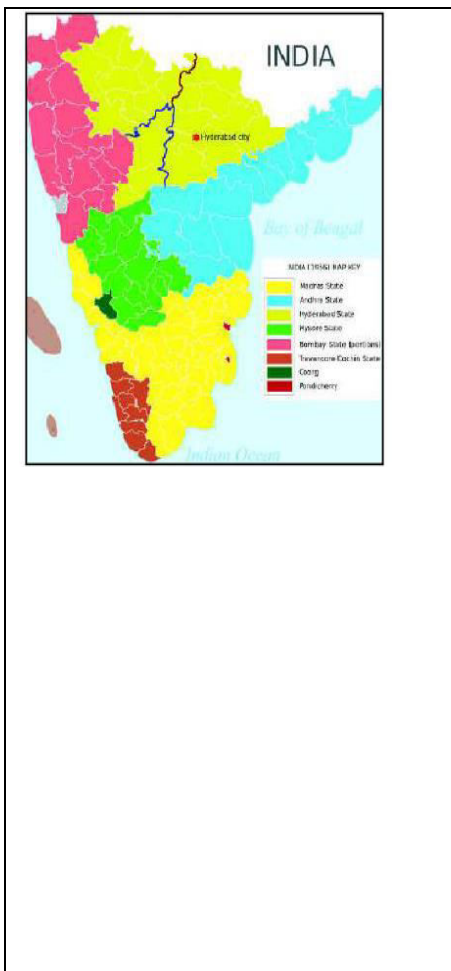 INDIA
Hyderabad city
Bay of Bengal
INDIA (1956) MAP KEY
Madras State
Andhra State
Hyderabad State
Mysore State
Bombay State (portions)
Travancore Cochin State
Coorg
Pondicherry
Indian Ocean